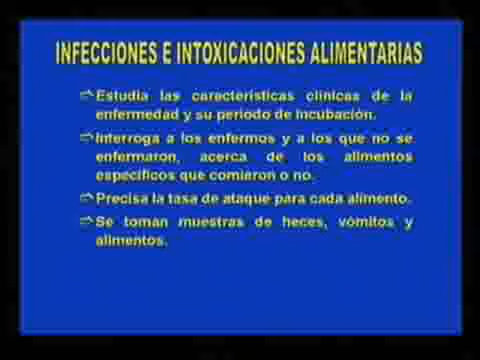 INFECCIONES E INTOXICACIONES ALIMENTARIAS
Estudia las características clínicas de la
enfermedad y su período de incubación.
Interroga a los enfermos y a los que no se
enfermaron, acerca de los alimentos
específicos que comieron o no.
Precisa la tasa de ataque para cada alimento.
Se toman muestras de heces, vómitos y
alimentos.